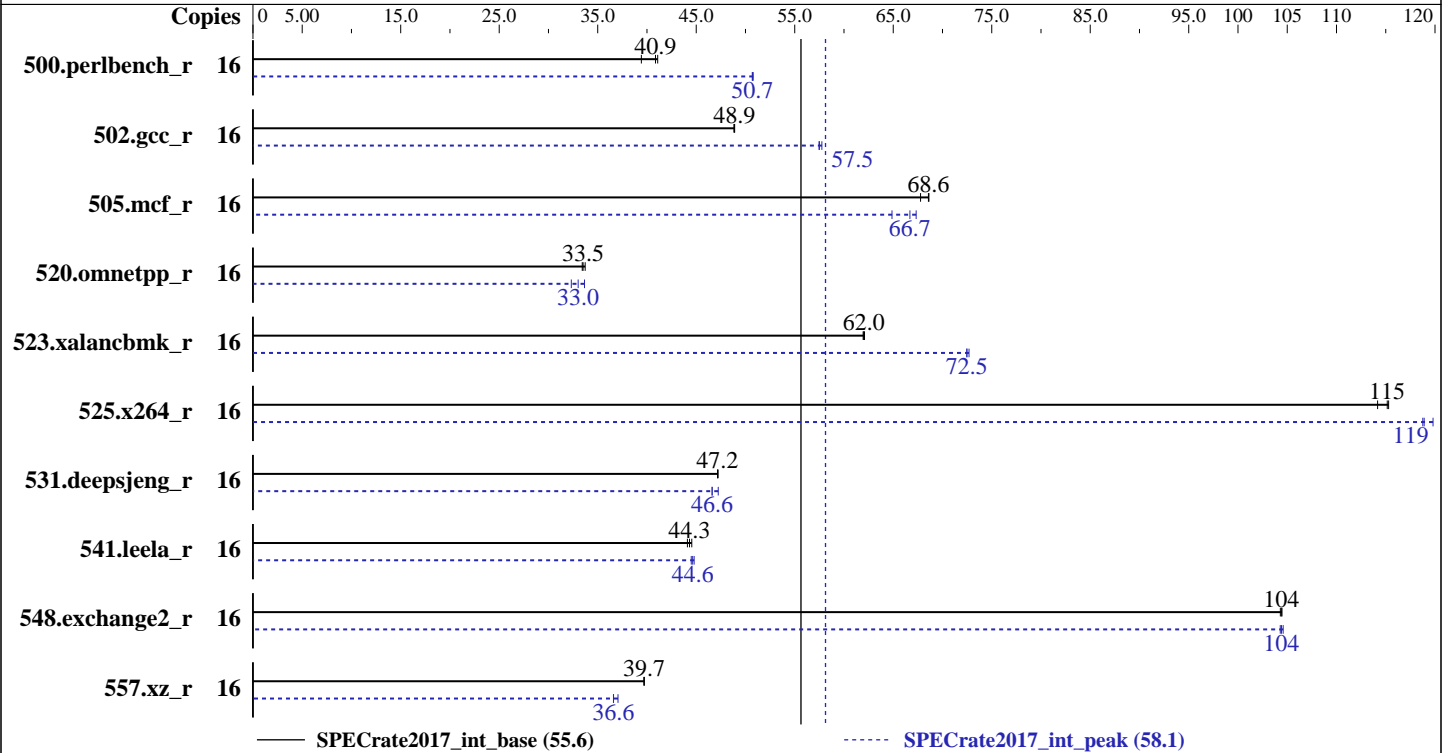 Copies 0 5.00 15.0 25.0 35.0 45.0 55.0 65.0 75.0 85.0 95.0 100 105 110 120
40.9
500.perlbench_r 16
50.7
48.9
502.gcc_r 16
57.5
68.6
505.mcf_r 16
66.7
33.5
520.omnetpp_r 16
33.0
62.0
523.xalancbmk_r 16
72.5
115
525.x264_r 16
119
47.2
531.deepsjeng_r 16
46.6
44.3
541.leela_r 16
44.6
104
548.exchange2_r 16
104
39.7
557.xz_r 16
36.6
SPECrate2017_int_base (55.6) SPECrate2017_int_peak (58.1)